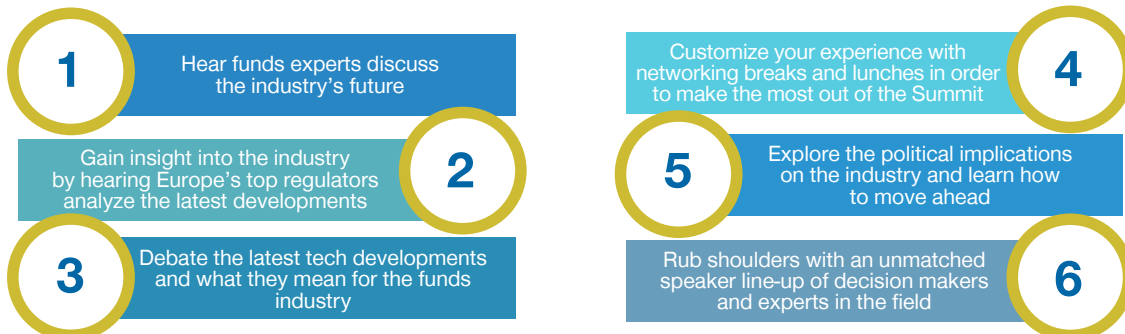 1
Hear funds experts discuss
the industry's future
Gain insight into the industry
by hearing Europe's top regulators
analyze the latest developments
2
3
Debate the latest tech developments
and what they mean for the funds
industry
Customize your experience with
networking breaks and lunches in order
to make the most out of the Summit
4
5
Explore the political implications
on the industry and learn how
to move ahead
Rub shoulders with an unmatched
speaker line-up of decision makers
and experts in the field
6